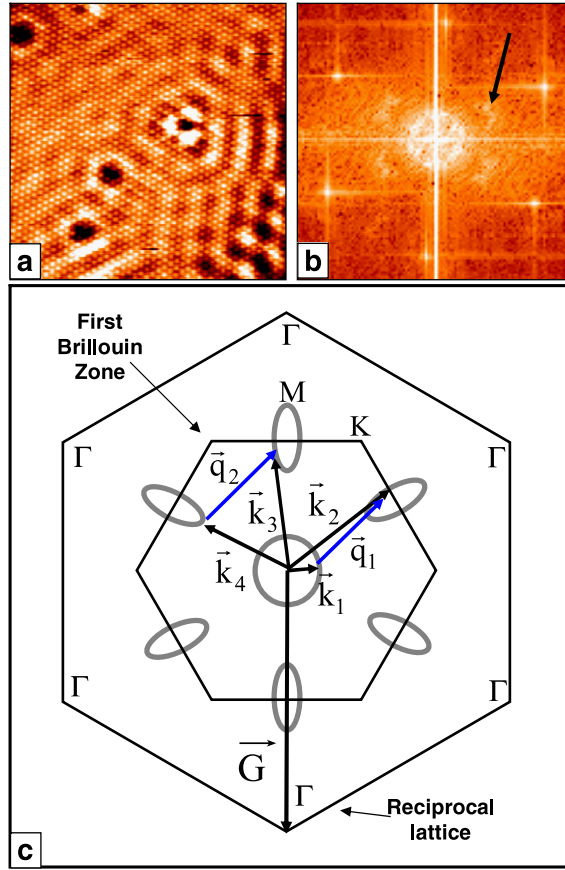 a
b
First
Brillouin
Zone
Γ
M
K
Γ
Γ
q⃗2
k⃗3
k⃗2
q⃗1
k⃗4
k⃗1
Γ
Γ
G⃗
Γ
Reciprocal
lattice
c